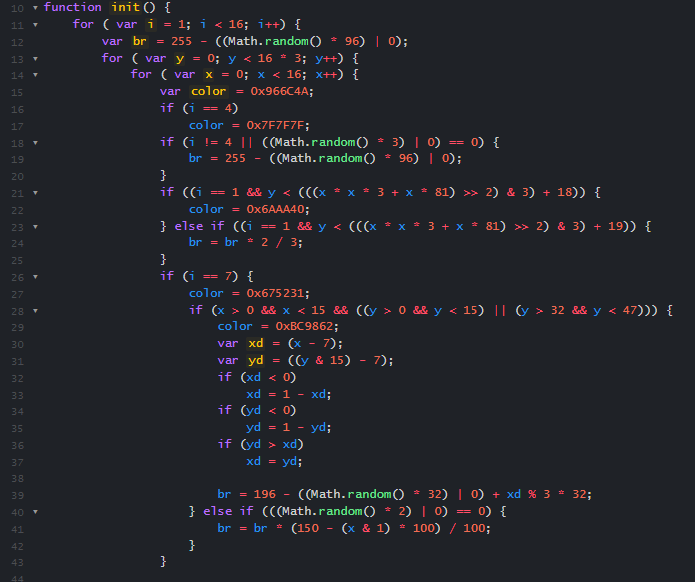 10 function init() {
11 for ( var i = 1; i < 16; i++) {
12 var br = 255 - ((Math.random() * 96) | 0);
13 for ( var y = 0; y < 16 * 3; y++) {
14 for ( var x = 0; x < 16; x++) {
15 var color = 0x966C4A;
16 if (i == 4)
17 color = 0x7F7F7F;
18 if (i != 4 || ((Math.random() * 3) | 0) == 0) {
19 br = 255 - ((Math.random() * 96) | 0);
20 }
21 if ((i == 1 && y < (((x * x * 3 + x * 81) >> 2) & 3) + 18)) {
22 color = 0x6AAA40;
23 } else if ((i == 1 && y < (((x * x * 3 + x * 81) >> 2) & 3) + 19)) {
24 br = br * 2 / 3;
25 }
26 if (i == 7) {
27 color = 0x675231;
28 if (x > 0 && x < 15 && ((y > 0 && y < 15) || (y > 32 && y < 47))) {
29 color = 0xBC9862;
30 var xd = (x - 7);
31 var yd = ((y & 15) - 7);
32 if (xd < 0)
33 xd = 1 - xd;
34 if (yd < 0)
35 yd = 1 - yd;
36 if (yd > xd)
37 xd = yd;
38
39 br = 196 - ((Math.random() * 32) | 0) + xd % 3 * 32;
40 } else if (((Math.random() * 2) | 0) == 0) {
41 br = br * (150 - (x & 1) * 100) / 100;
42 }
43 }
44